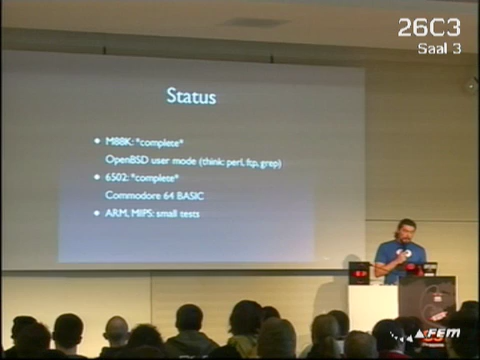 26C3
Saal 3
Status
• M88K: *complete*
OpenBSD user mode (think: perl, ftp, grep)
• 6502: *complete*
Commodore 64 BASIC
• ARM, MIPS: small tests
FEM